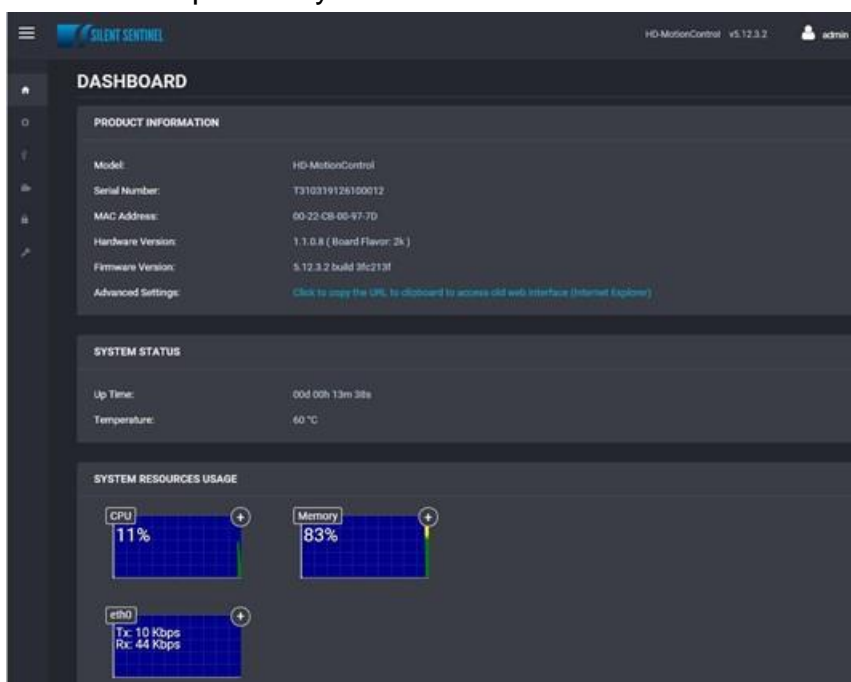 SILENT SENTINEL
HD-MotionControl v5.12.3.2 admin
DASHBOARD
PRODUCT INFORMATION
Model: HD-MotionControl
Serial Number: T310319126100012
MAC Address: 00-22-CB-00-97-7D
Hardware Version: 1.1.0.8 ( Board Flavor: 2k )
Firmware Version: 5.12.3.2 build 3fc213f
Advanced Settings: Click to copy the URL to clipboard to access old web interface (Internet Explorer)
SYSTEM STATUS
Up Time: 00d 00h 13m 38s
Temperature: 60 °C
SYSTEM RESOURCES USAGE
CPU Memory
11% 83%
eth0
Tx: 10 Kbps
Rx: 44 Kbps